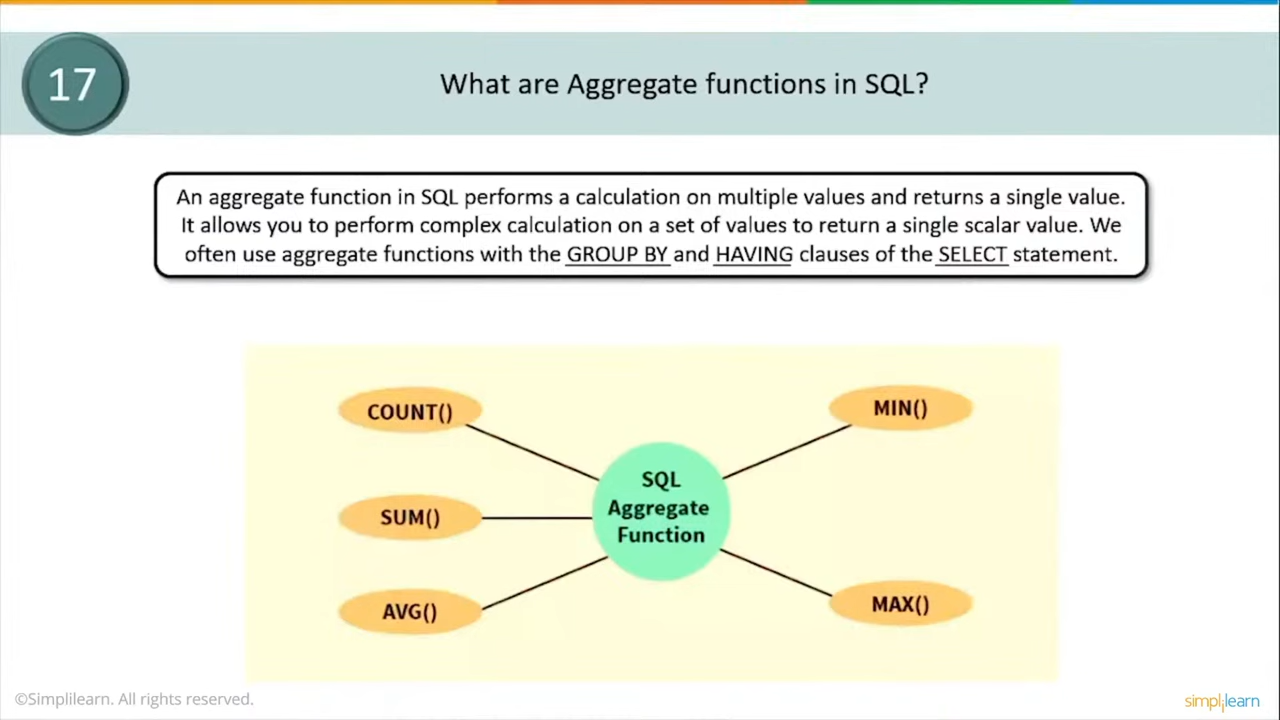 17
What are Aggregate functions in SQL?
An aggregate function in SQL performs a calculation on multiple values and returns a single value.
It allows you to perform complex calculation on a set of values to return a single scalar value. We
often use aggregate functions with the GROUP BY and HAVING clauses of the SELECT statement.
COUNT()
MIN()
SQL
Aggregate
Function
SUM()
AVG()
MAX()
©Simplilearn. All rights reserved.
simplilearn